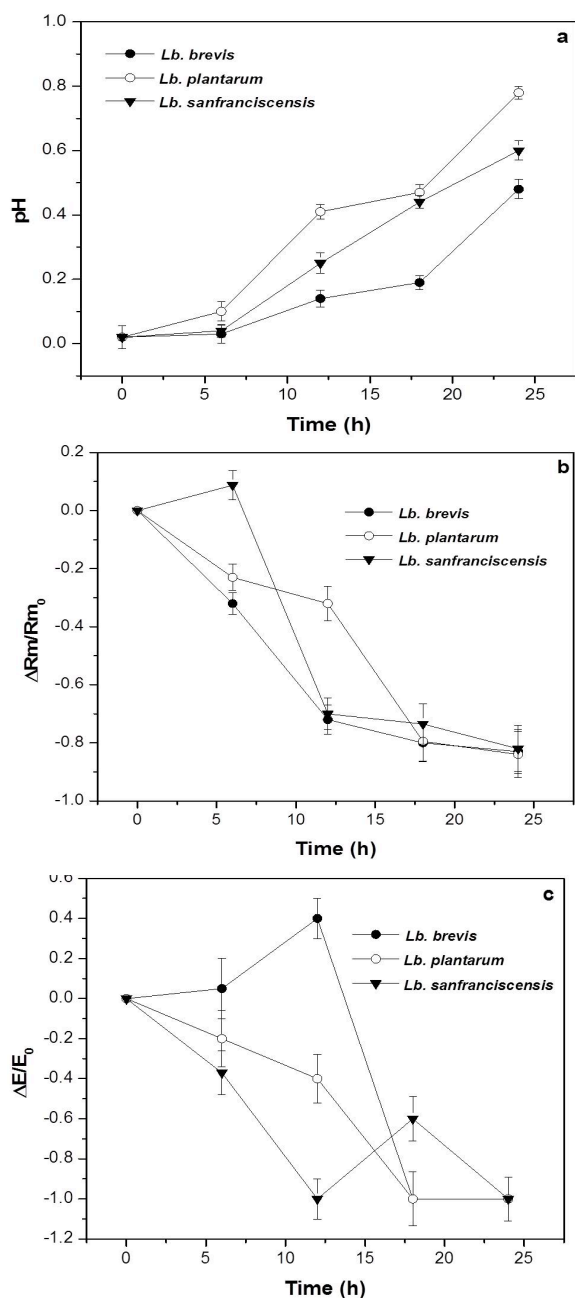 1.0
a
Lb. brevis
Lb. plantarum
Lb. sanfranciscensis
0.8
0.6
0.4
0.2
0.0
pH
0 5 10 15 20 25
Time (h)
0.2
b
Lb. brevis
Lb. plantarum
Lb. sanfranciscensis
0.0
-0.2
-0.4
-0.6
-0.8
-1.0
ΔRm/Rm₀
0 5 10 15 20 25
Time (h)
0.6
c
Lb. brevis
Lb. plantarum
Lb. sanfranciscensis
0.4
0.2
0.0
-0.2
-0.4
-0.6
-0.8
-1.0
-1.2
ΔE/E₀
0 5 10 15 20 25
Time (h)